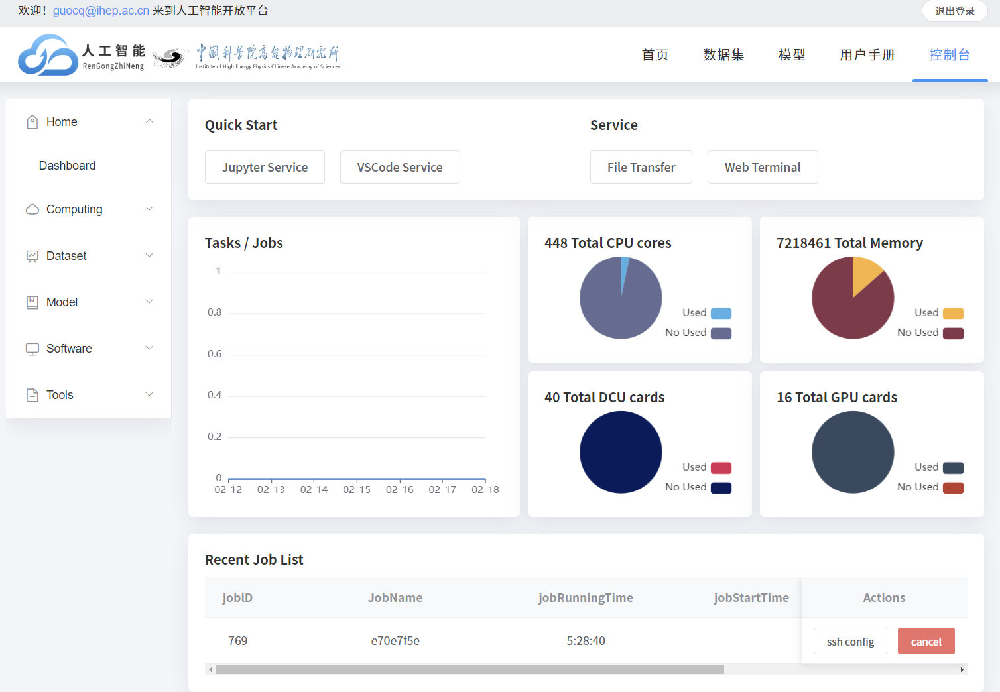 欢迎！guocq@ihep.ac.cn 来到人工智能开放平台
退出登录
人工智能
RenGongZhiNeng
中国科学院高能物理研究所
Institute of High Energy Physics Chinese Academy of Sciences
首页
数据集
模型
用户手册
控制台
Home
Dashboard
Computing
Dataset
Model
Software
Tools
Quick Start
Jupyter Service
VSCode Service
Service
File Transfer
Web Terminal
Tasks / Jobs
1
0.8
0.6
0.4
0.2
0
02-12
02-13
02-14
02-15
02-16
02-17
02-18
448 Total CPU cores
Used
No Used
7218461 Total Memory
Used
No Used
40 Total DCU cards
Used
No Used
16 Total GPU cards
Used
No Used
Recent Job List
jobID
JobName
jobRunningTime
jobStartTime
Actions
769
e70e7f5e
5:28:40
ssh config
cancel